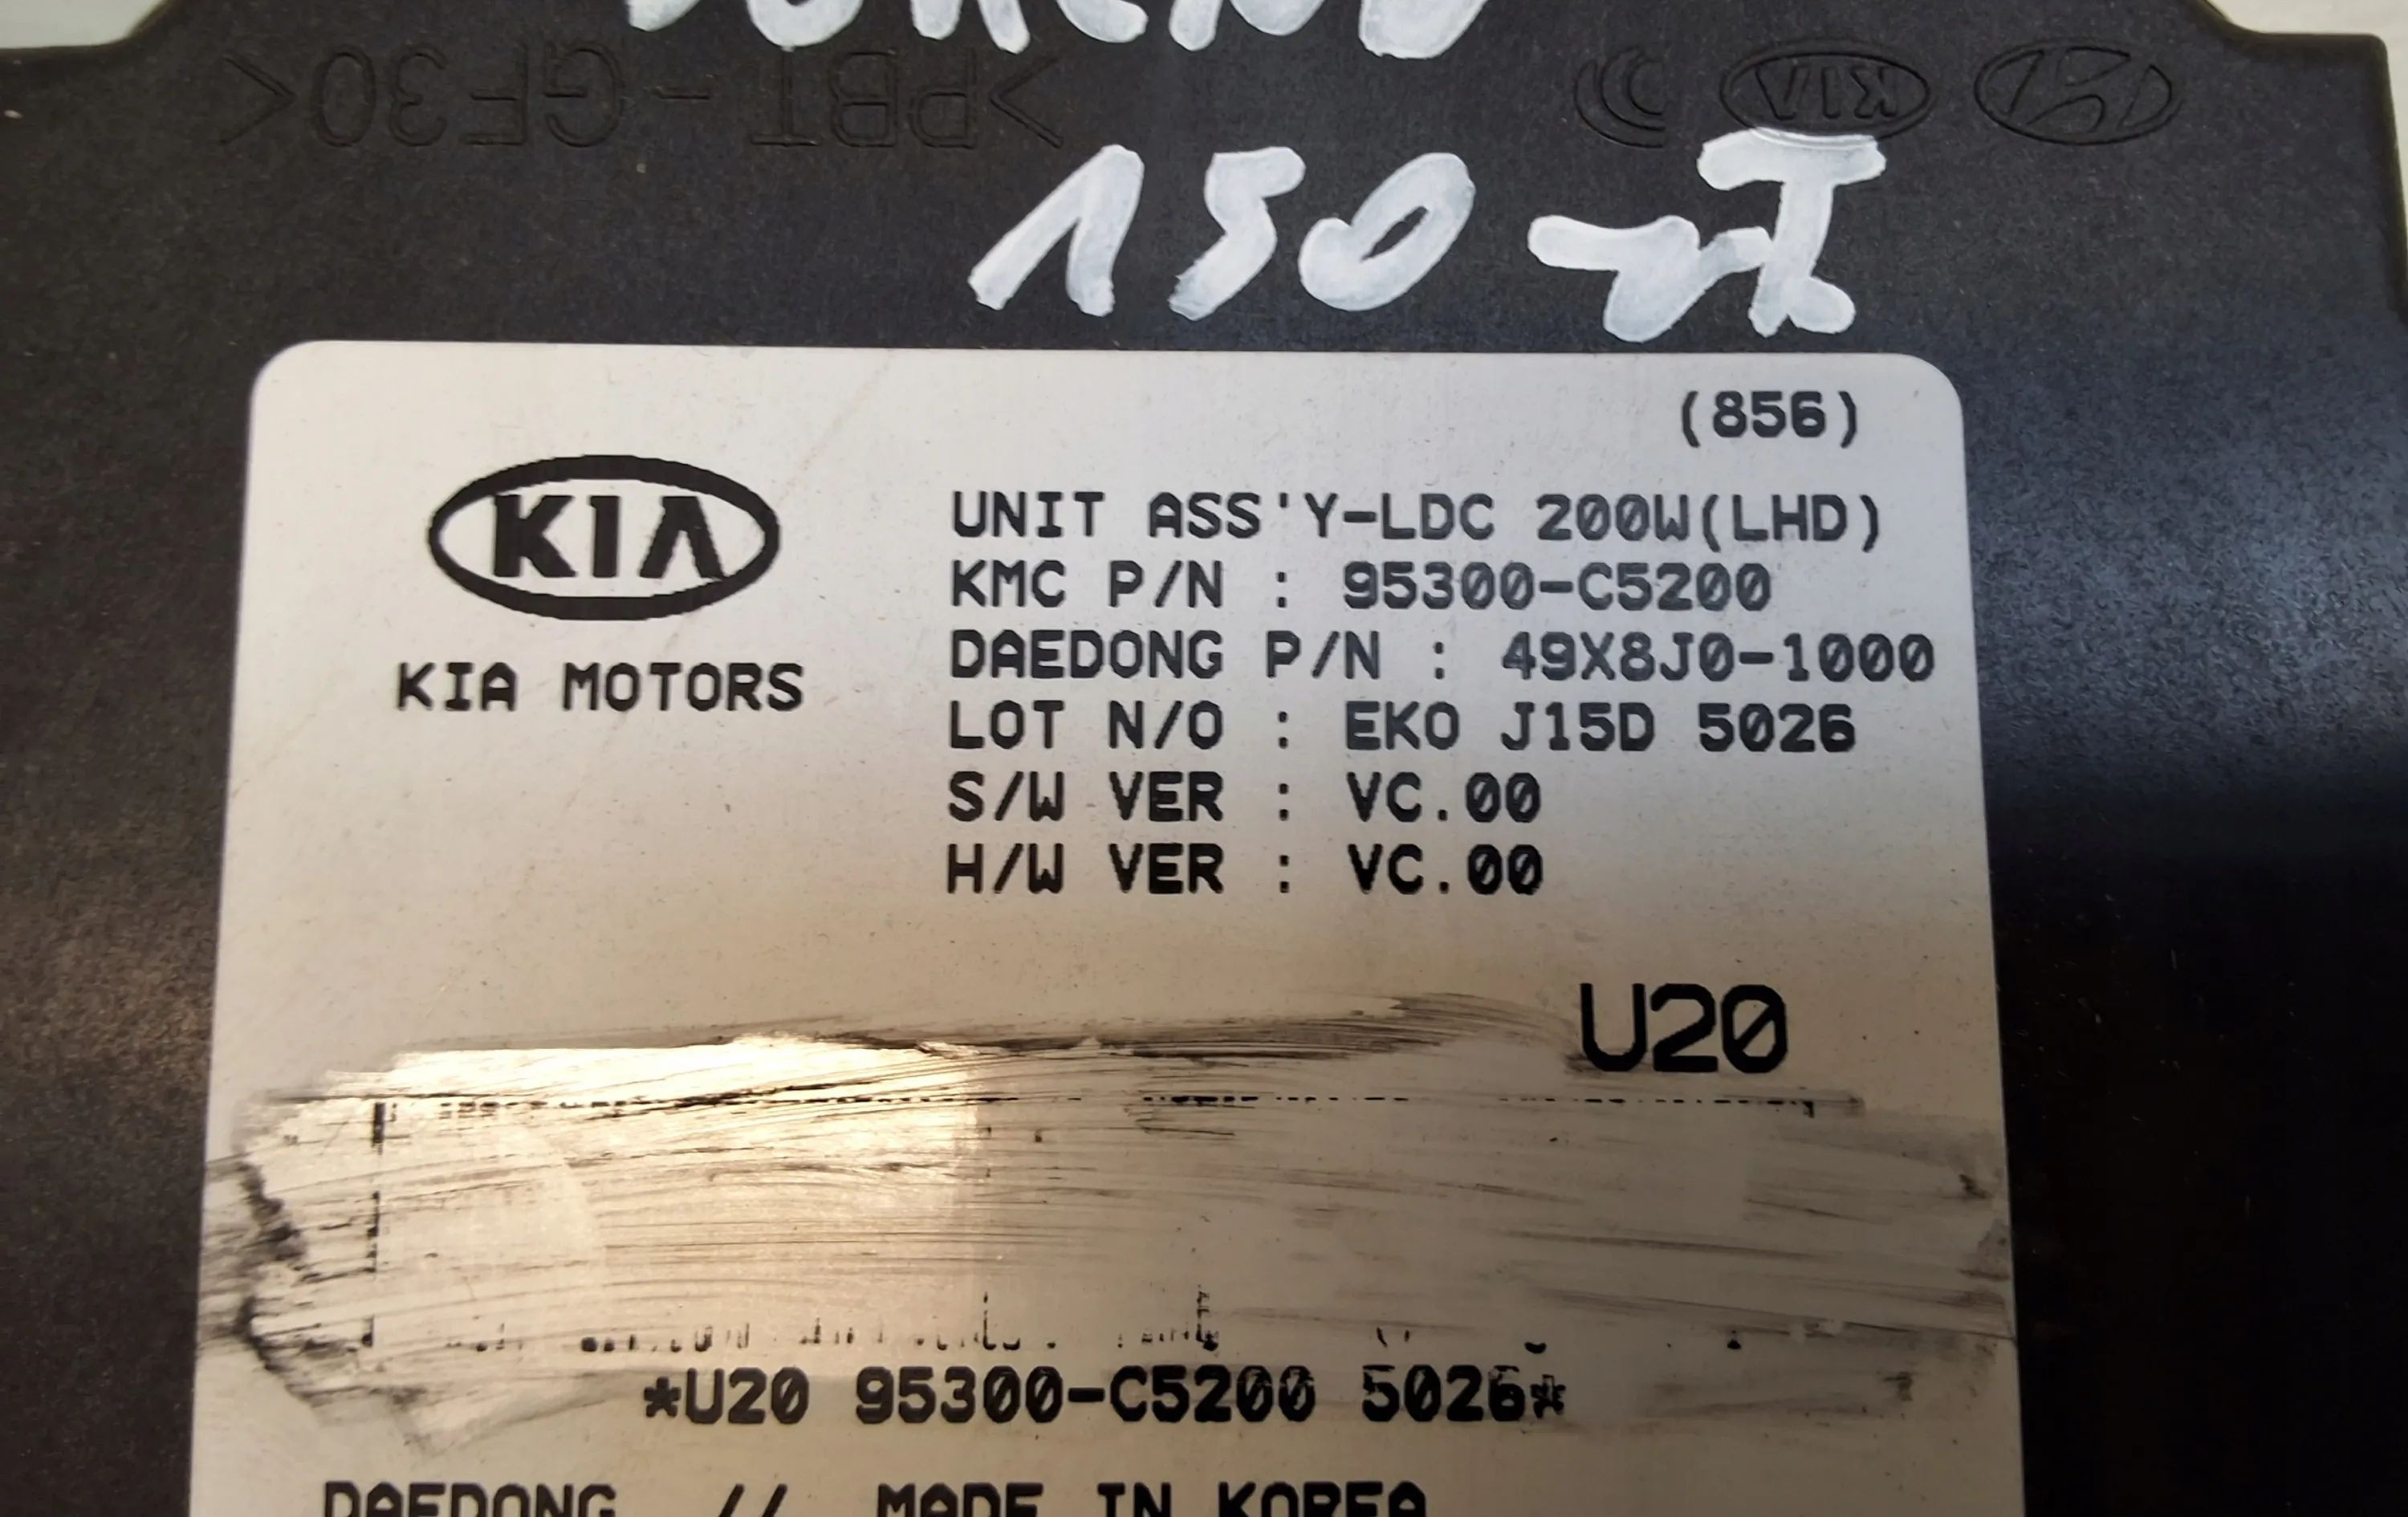 >PBT-GF30<
KIA
150-
(856)
KIA
KIA MOTORS
UNIT ASS'Y-LDC 200W(LHD)
KMC P/N : 95300-C5200
DAEDONG P/N : 49X8J0-1000
LOT N/O : EKO J15D 5026
S/W VER : VC.00
H/W VER : VC.00
U20
*U20 95300-C5200 5026*
DAEDONG // MADE IN KOREA